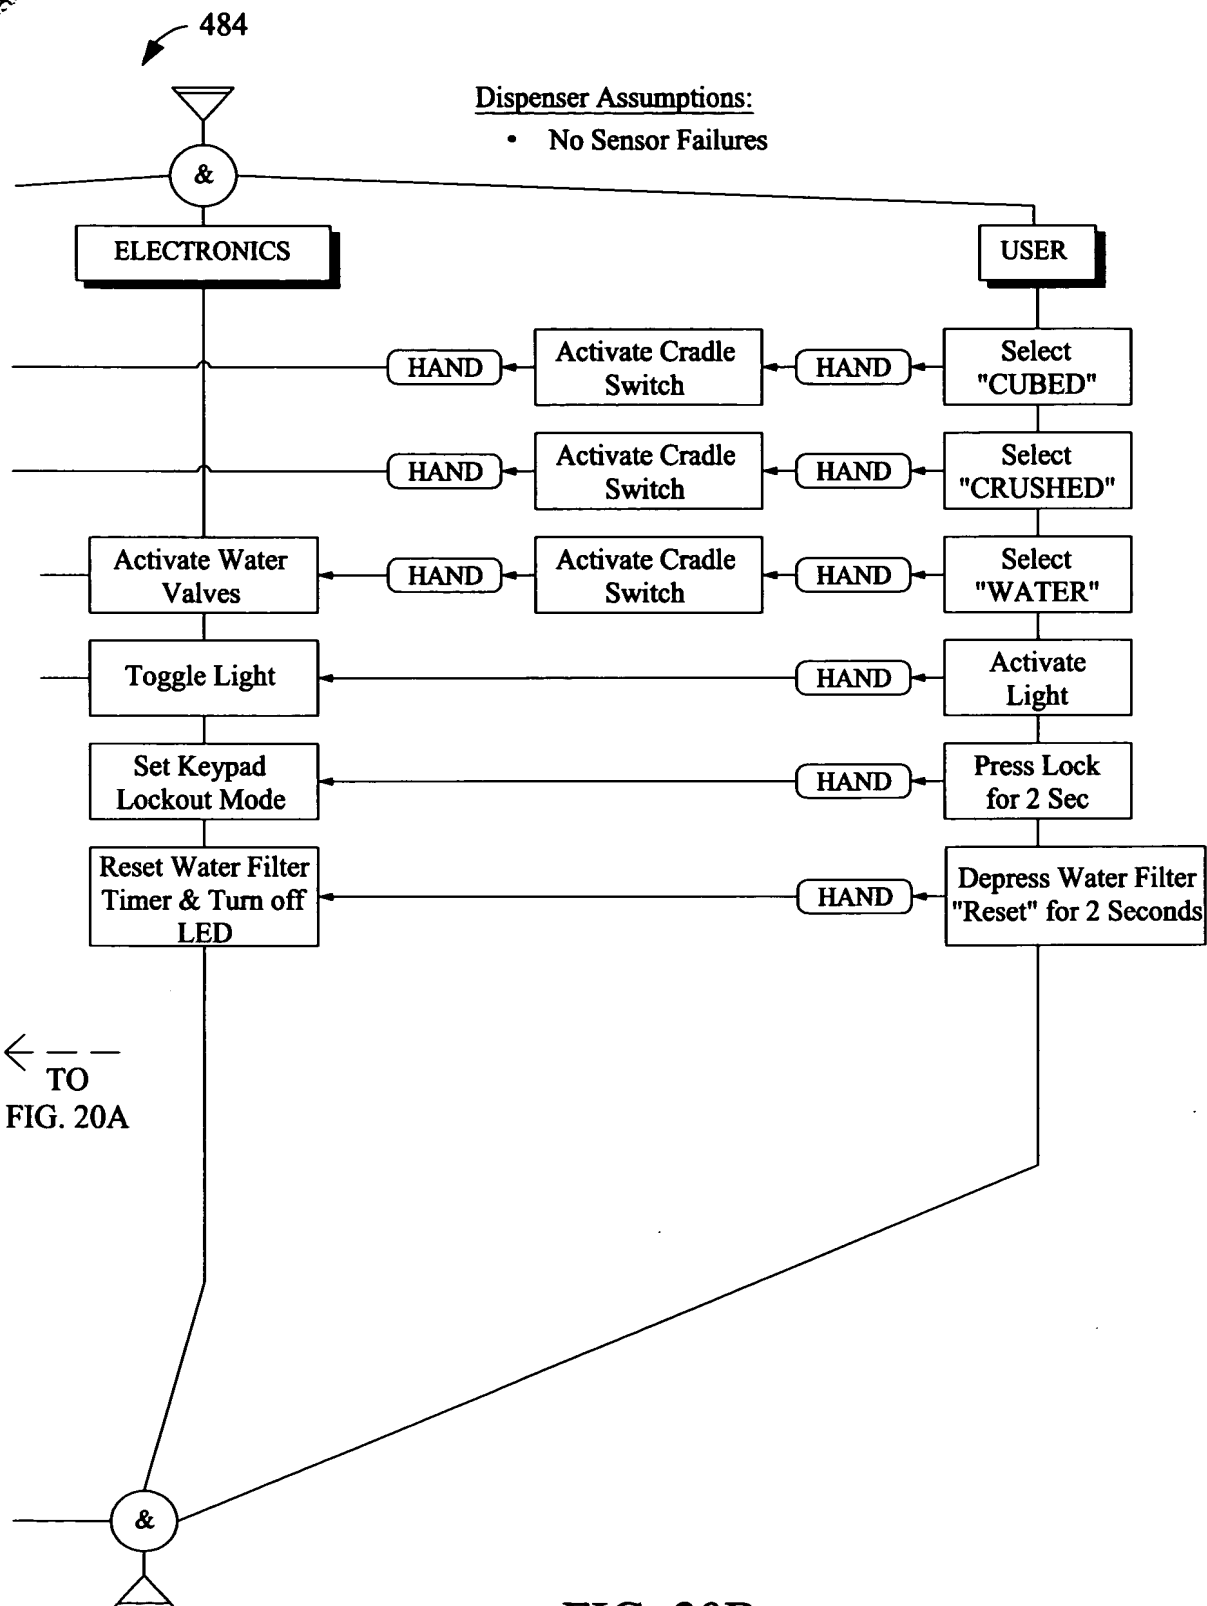 484
Dispenser Assumptions:
• No Sensor Failures
&
ELECTRONICS
USER
HAND
Activate Cradle
Switch
HAND
Select
"CUBED"
HAND
Activate Cradle
Switch
HAND
Select
"CRUSHED"
Activate Water
Valves
HAND
Activate Cradle
Switch
HAND
Select
"WATER"
Toggle Light
HAND
Activate
Light
Set Keypad
Lockout Mode
HAND
Press Lock
for 2 Sec
Reset Water Filter
Timer & Turn off
LED
HAND
Depress Water Filter
"Reset" for 2 Seconds
TO
FIG. 20A
&